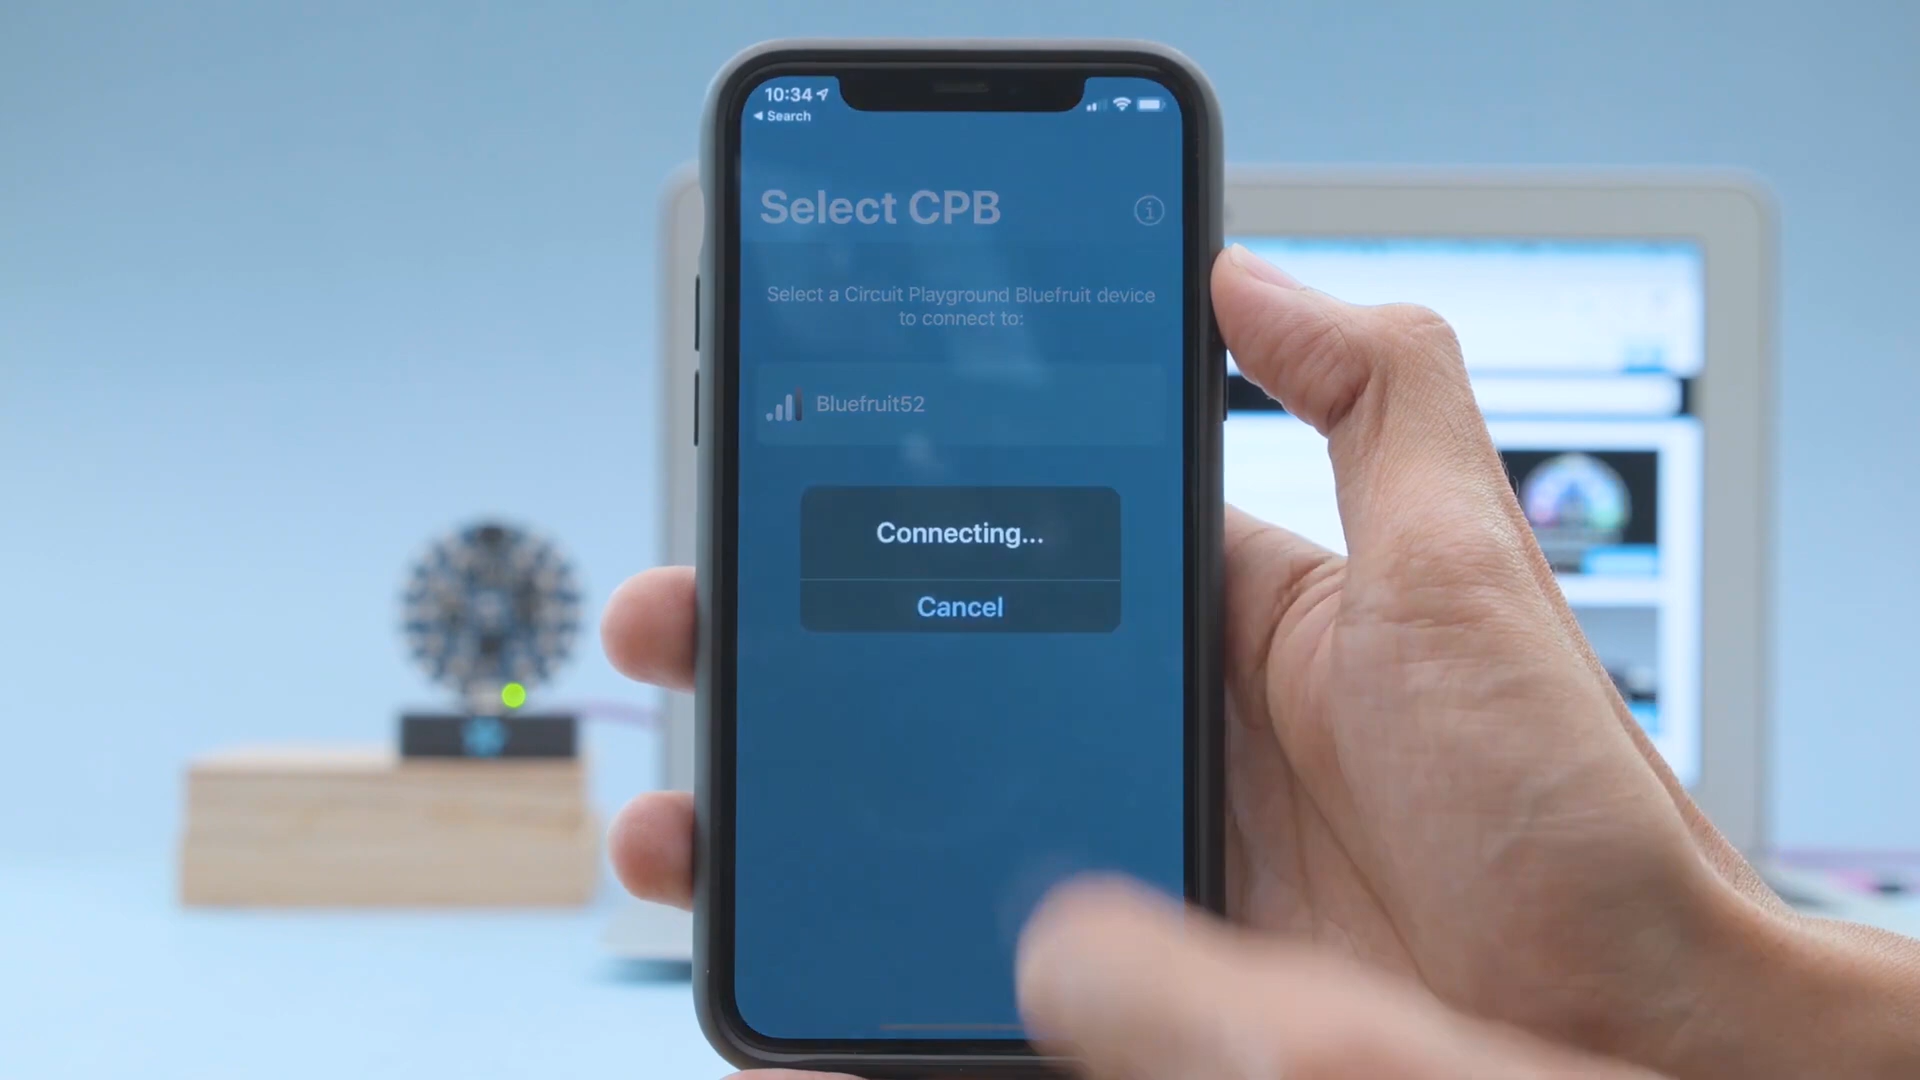 10:34
◀ Search
Select CPB
Select a Circuit Playground Bluefruit device
to connect to:
Bluefruit52
Connecting...
Cancel